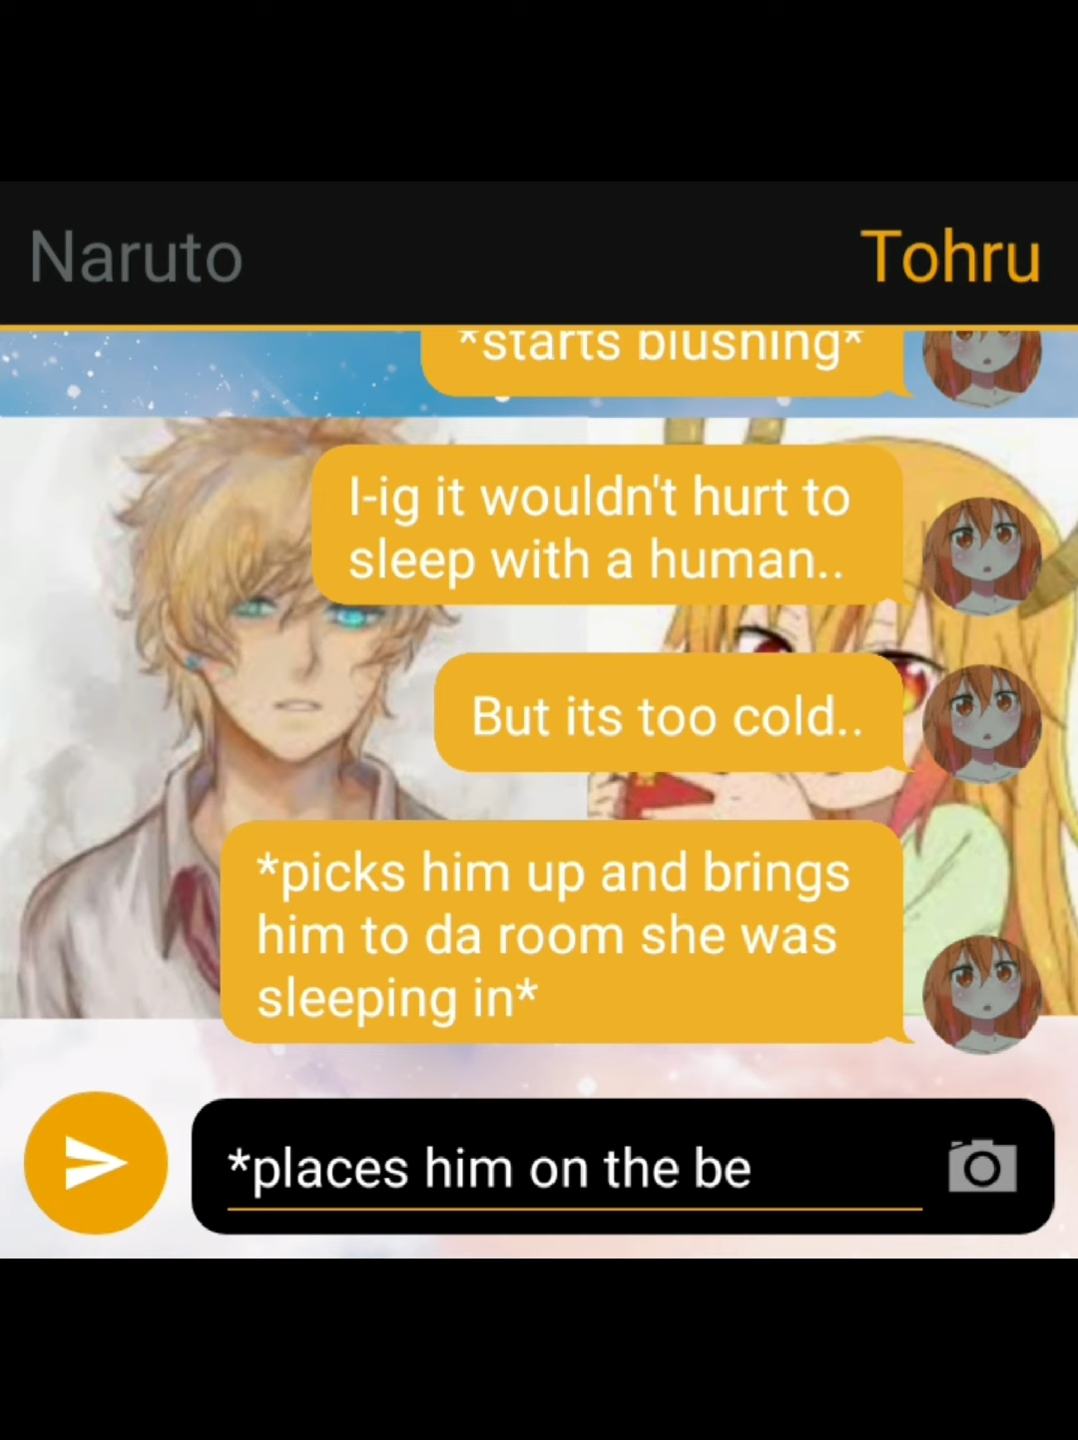 Naruto
Tohru
*starts blushing*
I-ig it wouldn't hurt to
sleep with a human..
But its too cold..
*picks him up and brings
him to da room she was
sleeping in*
*places him on the be